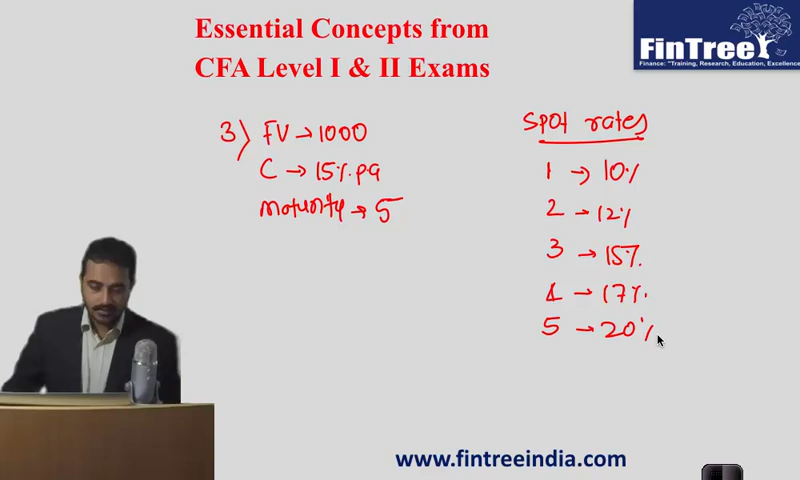 Essential Concepts from
CFA Level I & II Exams
FinTree
Finance: "Training, Research, Education, Excellence
3) FV → 1000
C → 15% pa
maturity → 5
Spot rates
1 → 10%
2 → 12%
3 → 15%
4 → 17%
5 → 20%
www.fintreeindia.com